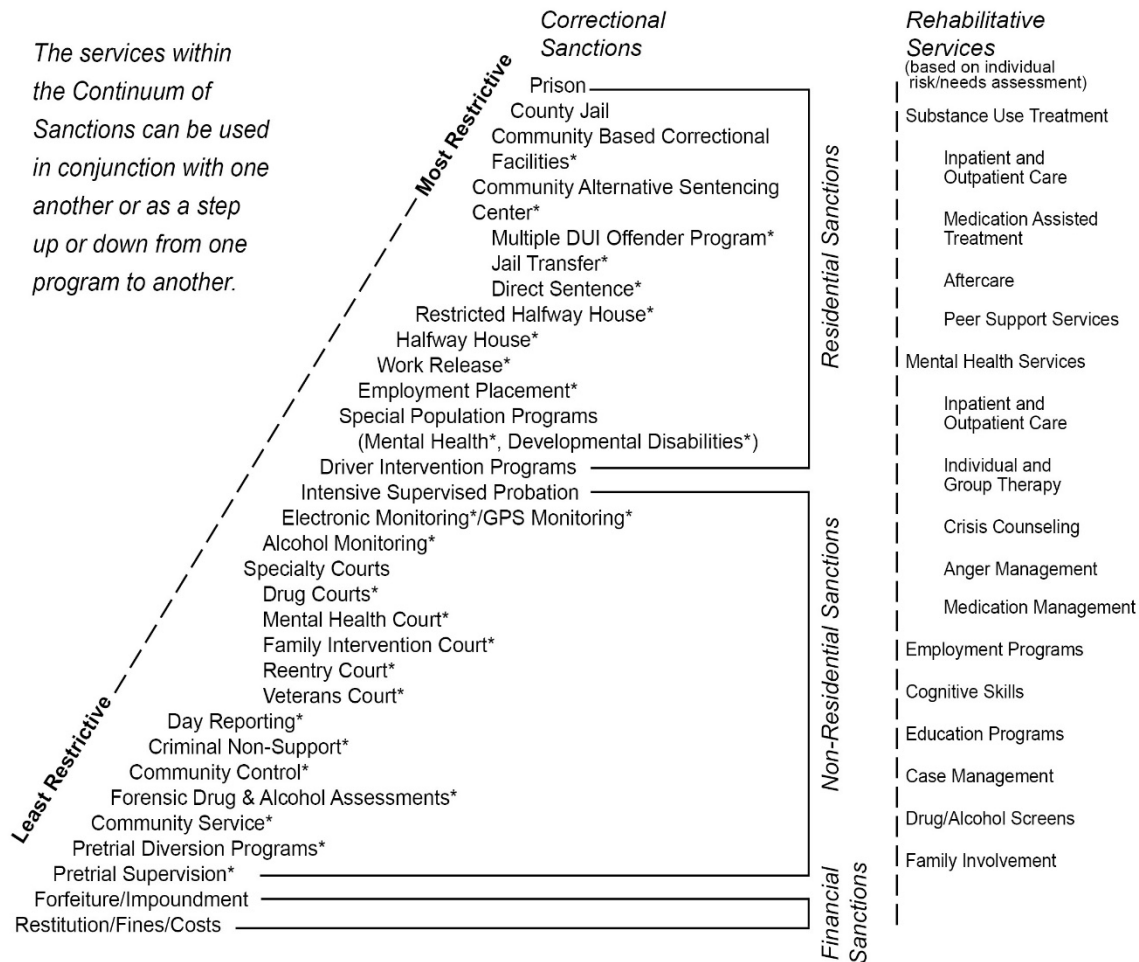 The services within
the Continuum of
Sanctions can be used
in conjunction with one
another or as a step
up or down from one
program to another.
Least Restrictive
Most Restrictive
Correctional
Sanctions
Prison
County Jail
Community Based Correctional
Facilities*
Community Alternative Sentencing
Center*
Multiple DUI Offender Program*
Jail Transfer*
Direct Sentence*
Restricted Halfway House*
Halfway House*
Work Release*
Employment Placement*
Special Population Programs
(Mental Health*, Developmental Disabilities*)
Driver Intervention Programs
Intensive Supervised Probation
Electronic Monitoring*/GPS Monitoring*
Alcohol Monitoring*
Specialty Courts
Drug Courts*
Mental Health Court*
Family Intervention Court*
Reentry Court*
Veterans Court*
Day Reporting*
Criminal Non-Support*
Community Control*
Forensic Drug & Alcohol Assessments*
Community Service*
Pretrial Diversion Programs*
Pretrial Supervision*
Forfeiture/Impoundment
Restitution/Fines/Costs
Residential Sanctions
Non-Residential Sanctions
Financial
Sanctions
Rehabilitative
Services
(based on individual
risk/needs assessment)
Substance Use Treatment
Inpatient and
Outpatient Care
Medication Assisted
Treatment
Aftercare
Peer Support Services
Mental Health Services
Inpatient and
Outpatient Care
Individual and
Group Therapy
Crisis Counseling
Anger Management
Medication Management
Employment Programs
Cognitive Skills
Education Programs
Case Management
Drug/Alcohol Screens
Family Involvement